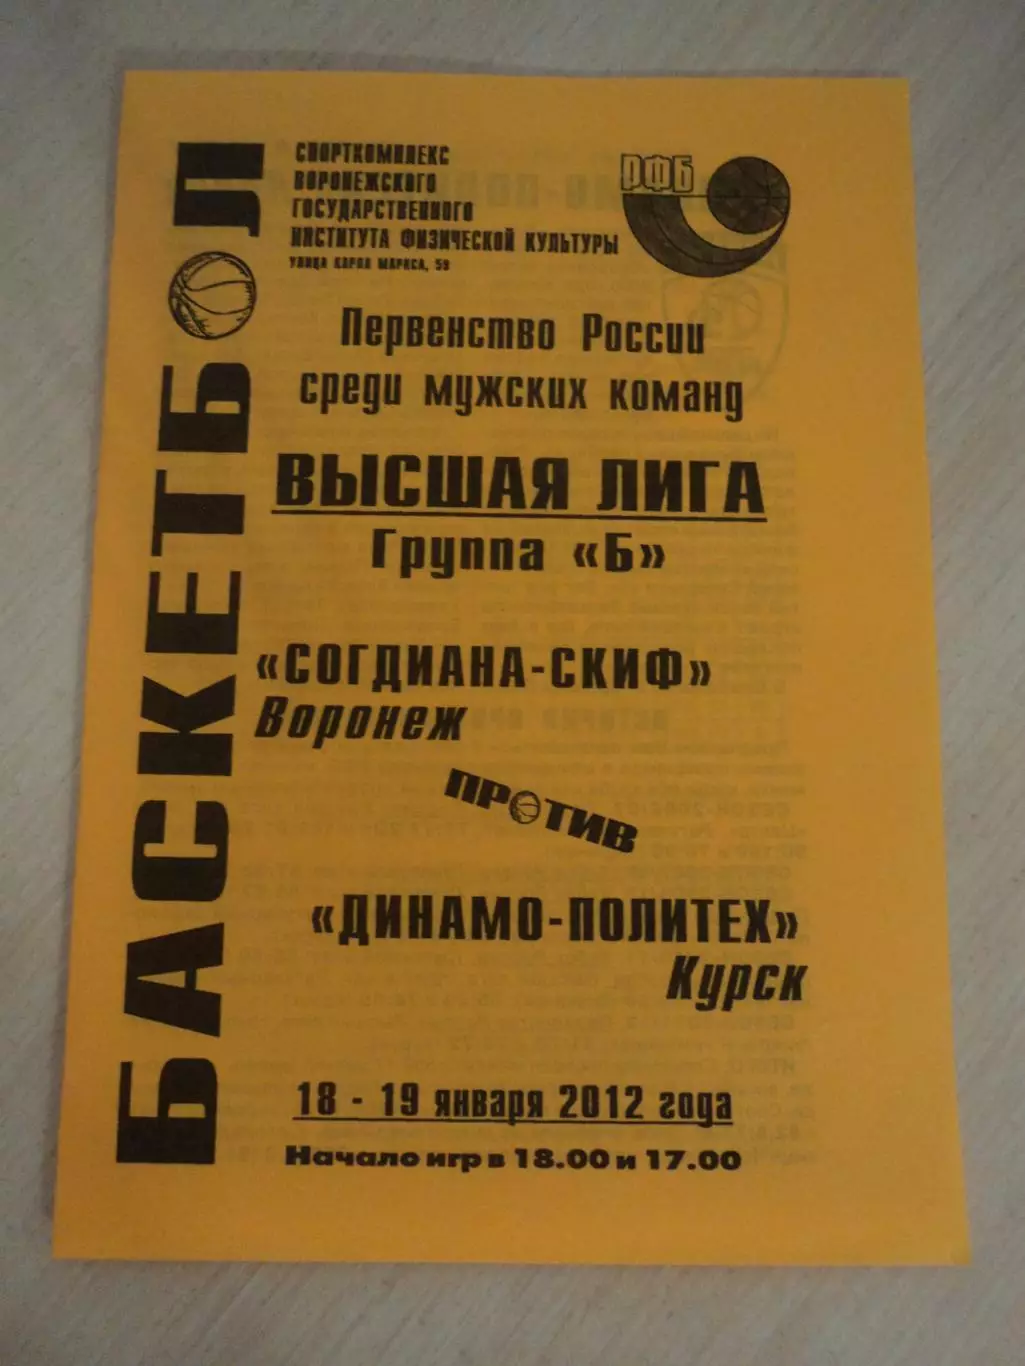 БАСКЕТБОЛ
СПОРТКОМПЛЕКС
ВОРОНЕЖСКОГО
ГОСУДАРСТВЕННОГО
ИНСТИТУТА ФИЗИЧЕСКОЙ КУЛЬТУРЫ
УЛИЦА КАРЛА МАРКСА, 59
РФБ
Первенство России
среди мужских команд
ВЫСШАЯ ЛИГА
Группа «Б»
«СОГДИАНА-СКИФ»
Воронеж
ПРОТИВ
«ДИНАМО-ПОЛИТЕХ»
Курск
18 - 19 января 2012 года
Начало игр в 18.00 и 17.00